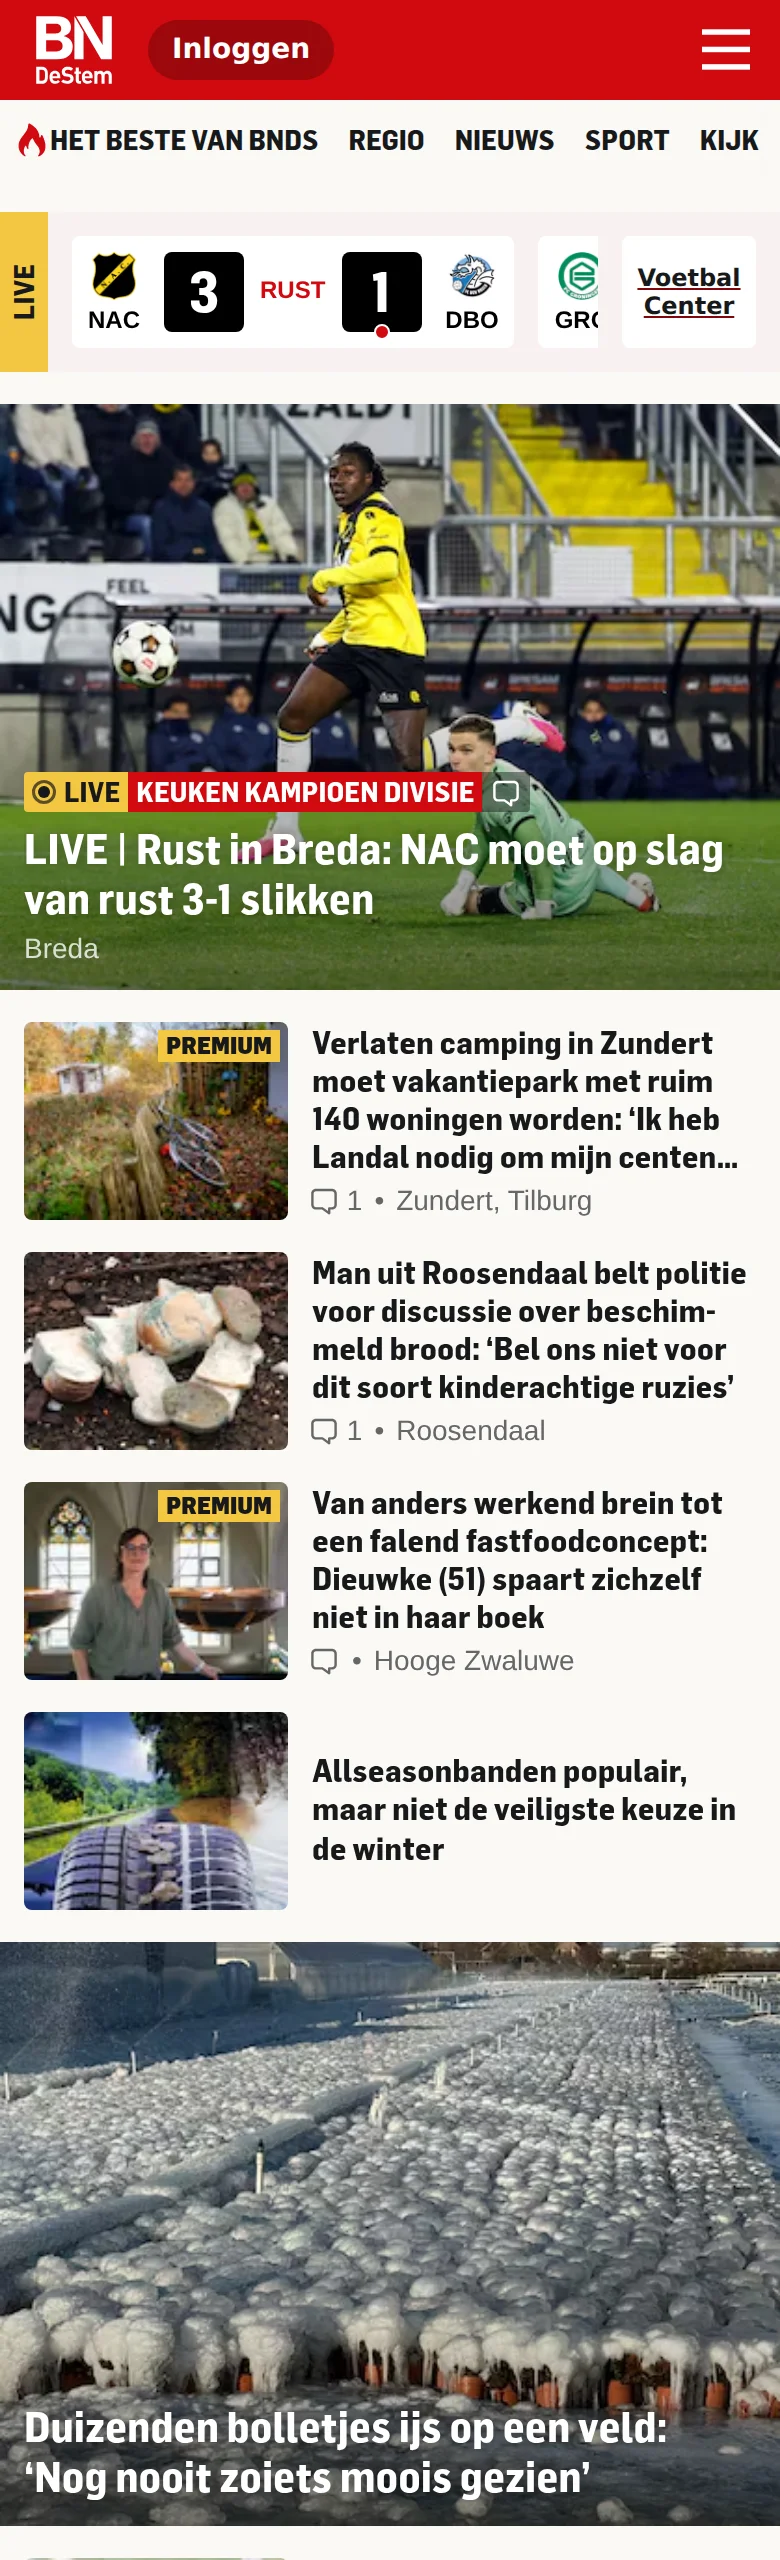 BN
DeStem
Inloggen
HET BESTE VAN BNDS REGIO NIEUWS SPORT KIJK
LIVE
NAC 3 RUST 1 DBO
GRO
Voetbal
Center
FEEL
LIVE KEUKEN KAMPIOEN DIVISIE
LIVE | Rust in Breda: NAC moet op slag
van rust 3-1 slikken
Breda
PREMIUM
Verlaten camping in Zundert
moet vakantiepark met ruim
140 woningen worden: ‘Ik heb
Landal nodig om mijn centen...
1 • Zundert, Tilburg
Man uit Roosendaal belt politie
voor discussie over beschim-
meld brood: ‘Bel ons niet voor
dit soort kinderachtige ruzies’
1 • Roosendaal
PREMIUM
Van anders werkend brein tot
een falend fastfoodconcept:
Dieuwke (51) spaart zichzelf
niet in haar boek
• Hooge Zwaluwe
Allseasonbanden populair,
maar niet de veiligste keuze in
de winter
Duizenden bolletjes ijs op een veld:
‘Nog nooit zoiets moois gezien’